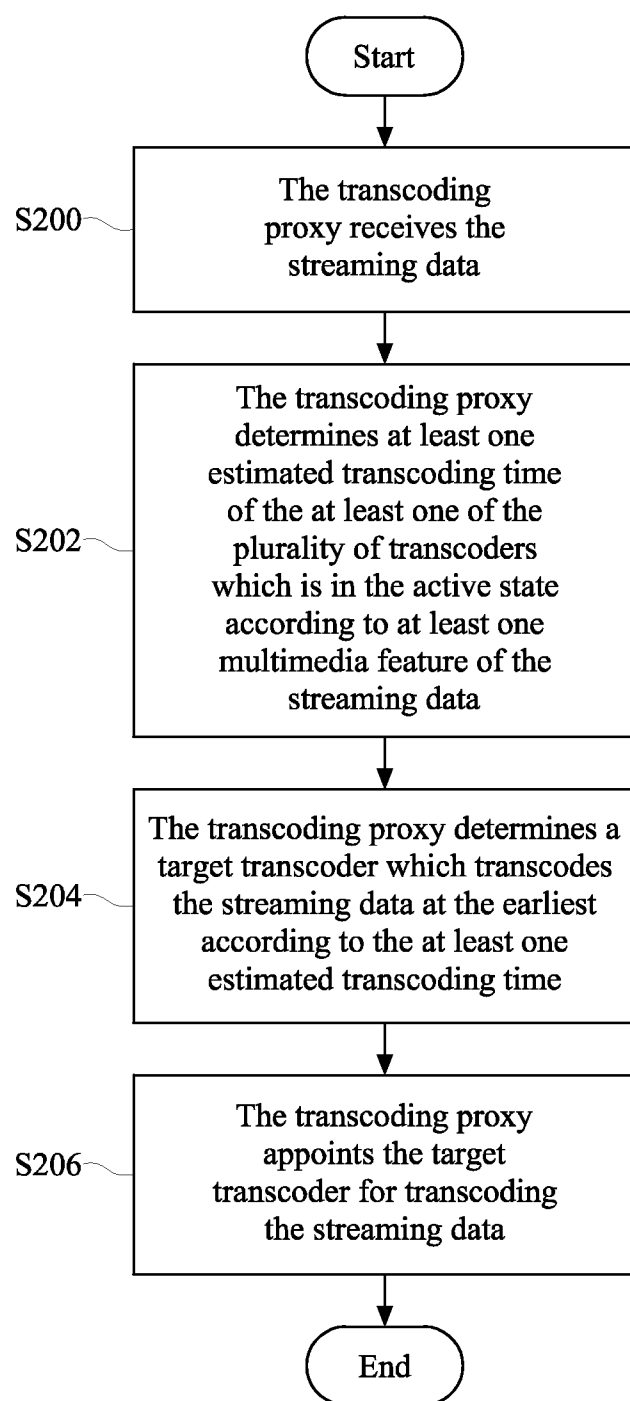 Start
S200
The transcoding
proxy receives the
streaming data
S202
The transcoding proxy
determines at least one
estimated transcoding time
of the at least one of the
plurality of transcoders
which is in the active state
according to at least one
multimedia feature of the
streaming data
S204
The transcoding proxy determines a
target transcoder which transcodes
the streaming data at the earliest
according to the at least one
estimated transcoding time
S206
The transcoding proxy
appoints the target
transcoder for transcoding
the streaming data
End